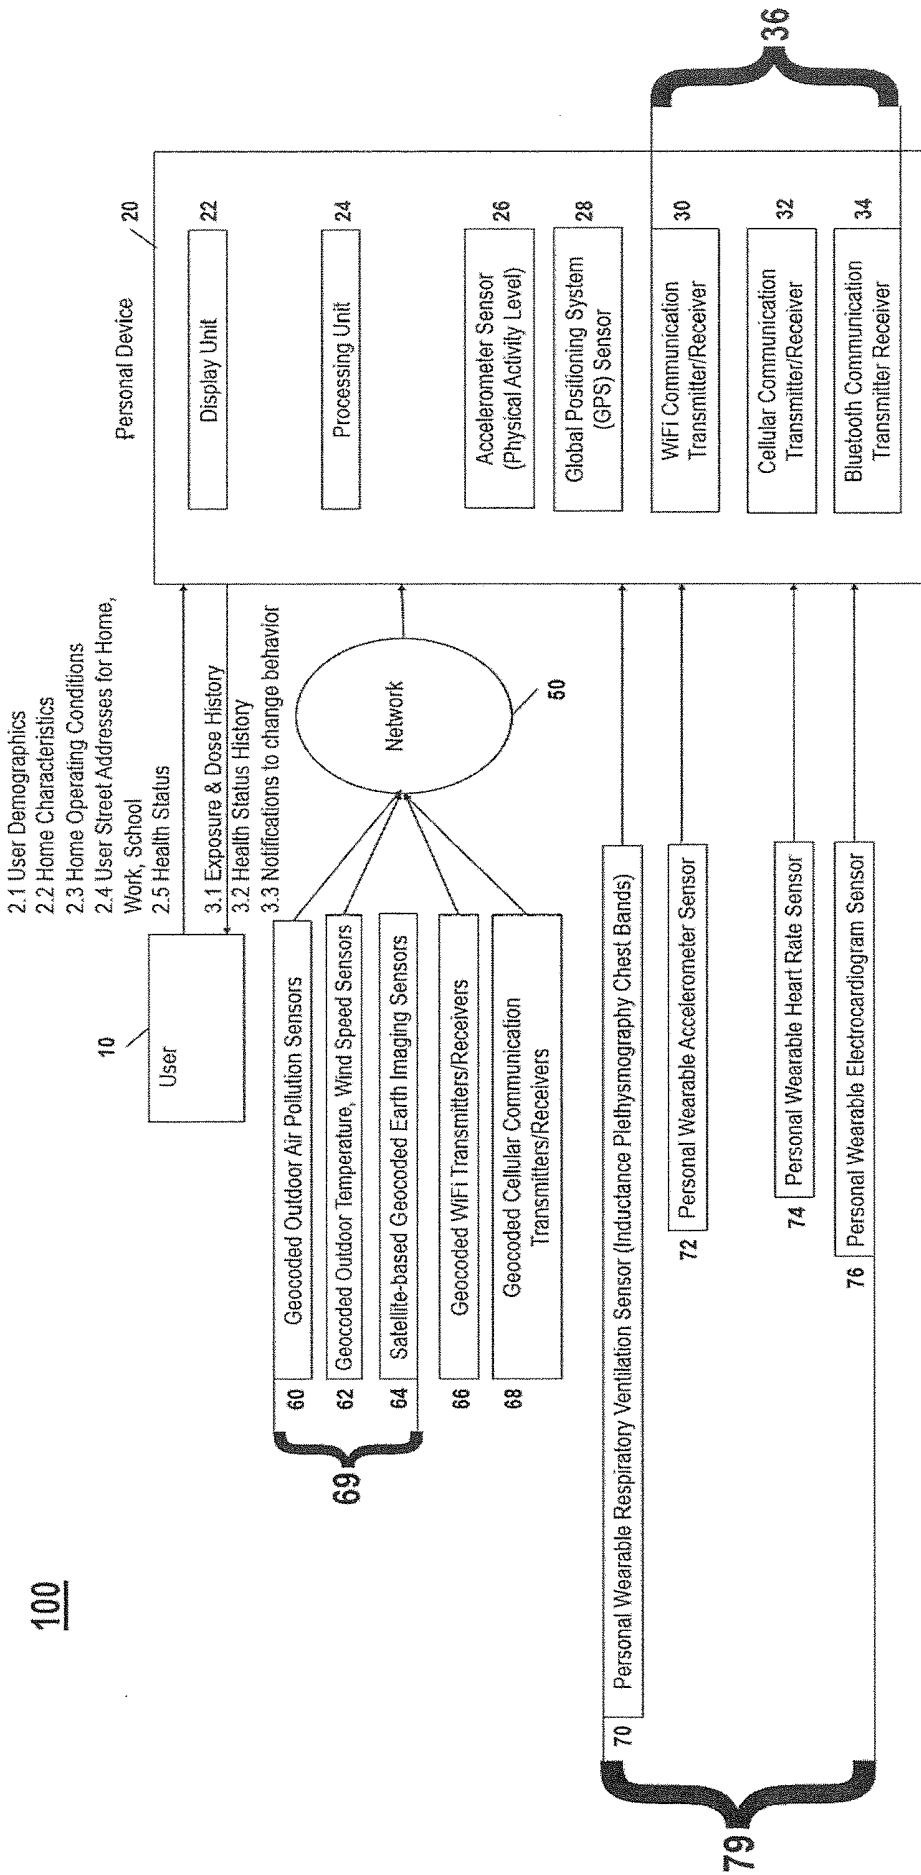 100
2.1 User Demographics
2.2 Home Characteristics
2.3 Home Operating Conditions
2.4 User Street Addresses for Home,
Work, School
2.5 Health Status
3.1 Exposure & Dose History
3.2 Health Status History
3.3 Notifications to change behavior
10
User
Personal Device
20
Display Unit
22
Processing Unit
24
Accelerometer Sensor
(Physical Activity Level)
26
Global Positioning System
(GPS) Sensor
28
WiFi Communication
Transmitter/Receiver
30
Cellular Communication
Transmitter/Receiver
32
Bluetooth Communication
Transmitter Receiver
34
36
Network
50
69
60
Geocoded Outdoor Air Pollution Sensors
62
Geocoded Outdoor Temperature, Wind Speed Sensors
64
Satellite-based Geocoded Earth Imaging Sensors
66
Geocoded WiFi Transmitters/Receivers
68
Geocoded Cellular Communication
Transmitters/Receivers
79
70
Personal Wearable Respiratory Ventilation Sensor (Inductance Plethysmography Chest Bands)
72
Personal Wearable Accelerometer Sensor
74
Personal Wearable Heart Rate Sensor
76
Personal Wearable Electrocardiogram Sensor